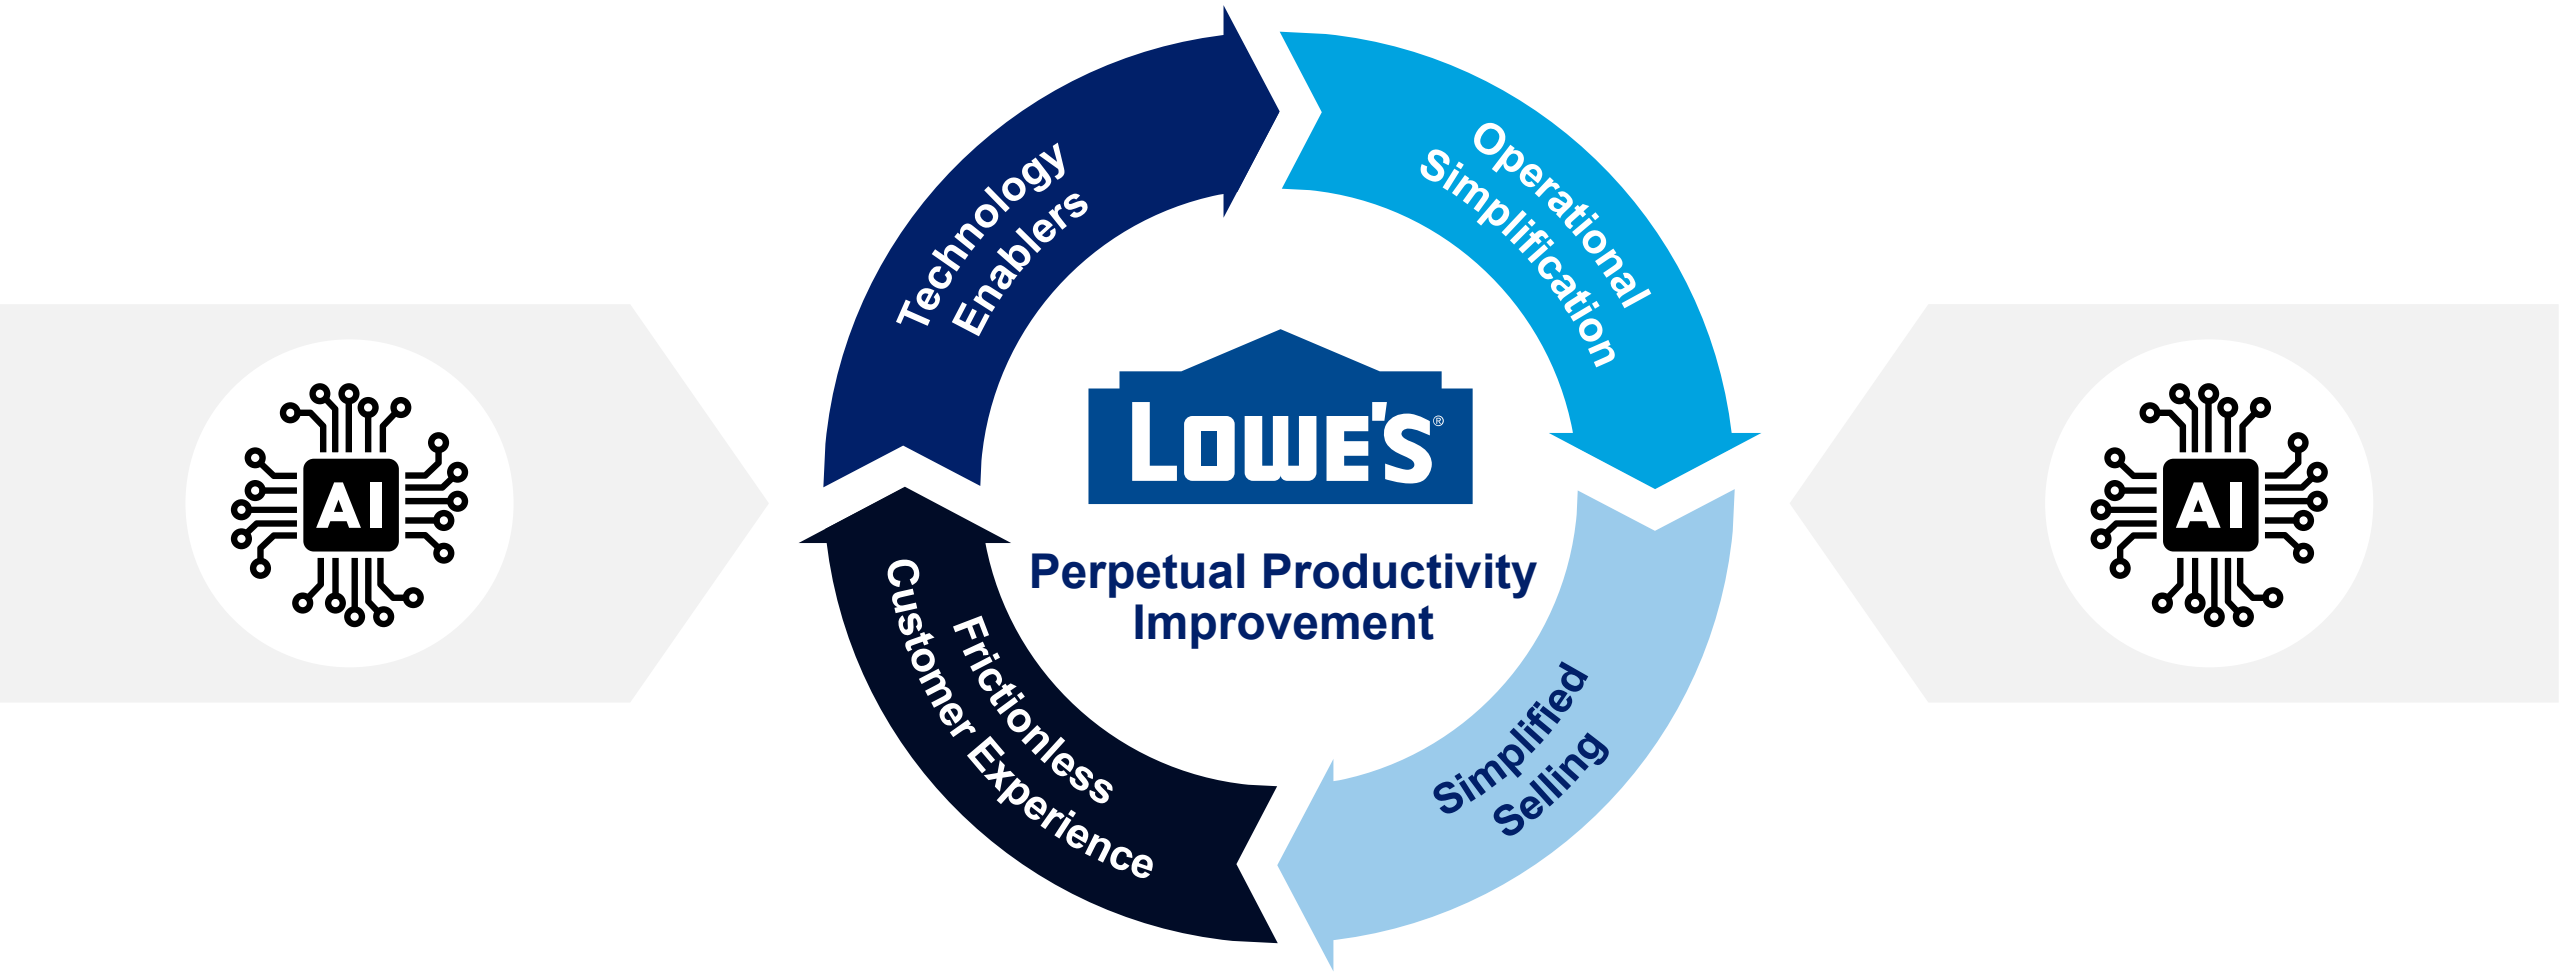 Technology
Enablers
Operational
Simplification
AI
LOWE'S®
AI
Perpetual Productivity
Improvement
Frictionless
Customer Experience
Simplified
Selling